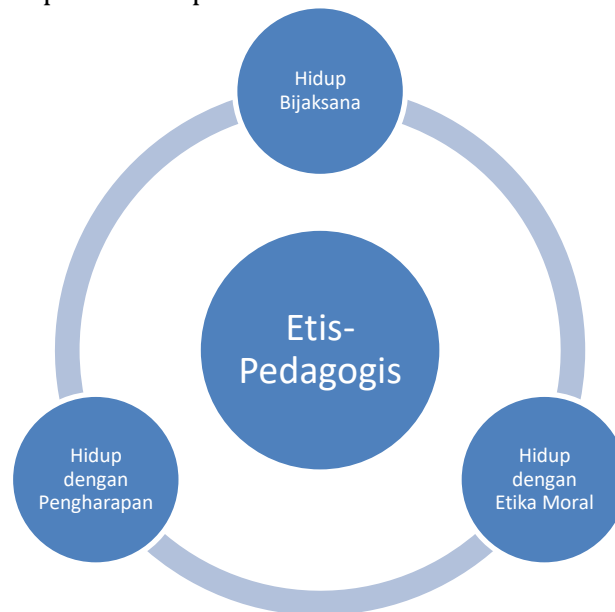 Hidup
Bijaksana
Etis-
Pedagogis
Hidup
dengan
Pengharapan
Hidup
dengan
Etika Moral